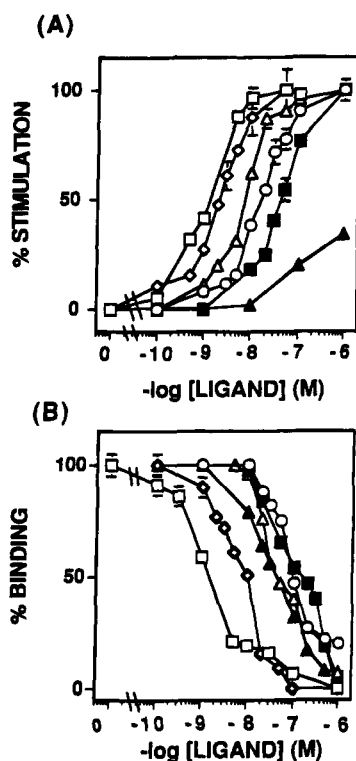 (A)
100
50
0
% STIMULATION
0 -10 -9 -8 -7 -6
-log [LIGAND] (M)
(B)
100
50
0
% BINDING
0 -10 -9 -8 -7 -6
-log [LIGAND] (M)